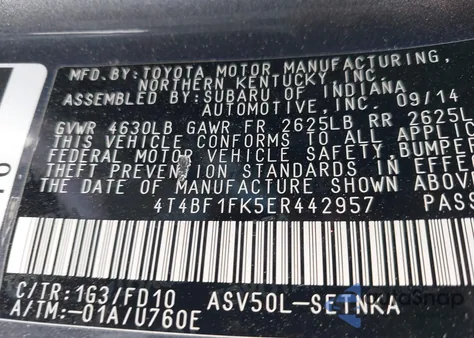 MFD.BY:TOYOTA MOTOR MANUFACTURING,
NORTHERN KENTUCKY, INC.
ASSEMBLED BY:SUBARU OF INDIANA
AUTOMOTIVE,INC. 09/14
GVWR 4630LB GAWR FR 2625LB RR 2625L
THIS VEHICLE CONFORMS TO ALL APPLIC
FEDERAL MOTOR VEHICLE SAFETY,BUMPER
THEFT PREVENTION STANDARDS IN EFFE
THE DATE OF MANUFACTURE SHOWN ABOV
4T4BF1FK5ER442957 PASS
C/TR:1G3/FD10 ASV50L-SETNKA
A/TM:-01A/U760E
AutoSnap